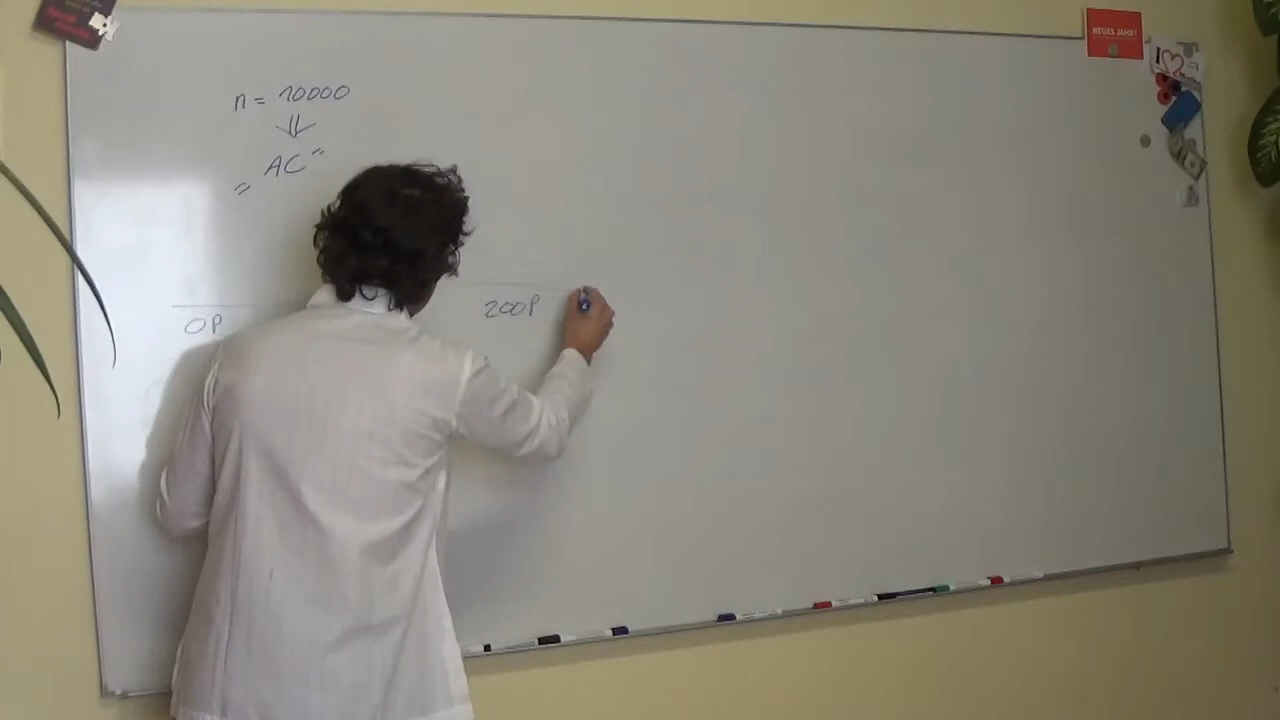 n = 10000
⇓
„AC"
OP 200P
NEUES JAHR!
I